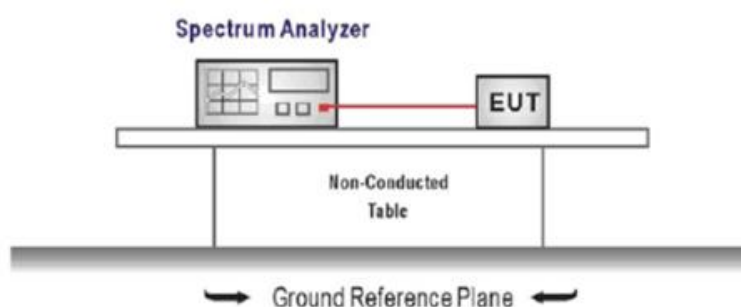 Spectrum Analyzer
EUT
Non-Conducted
Table
Ground Reference Plane